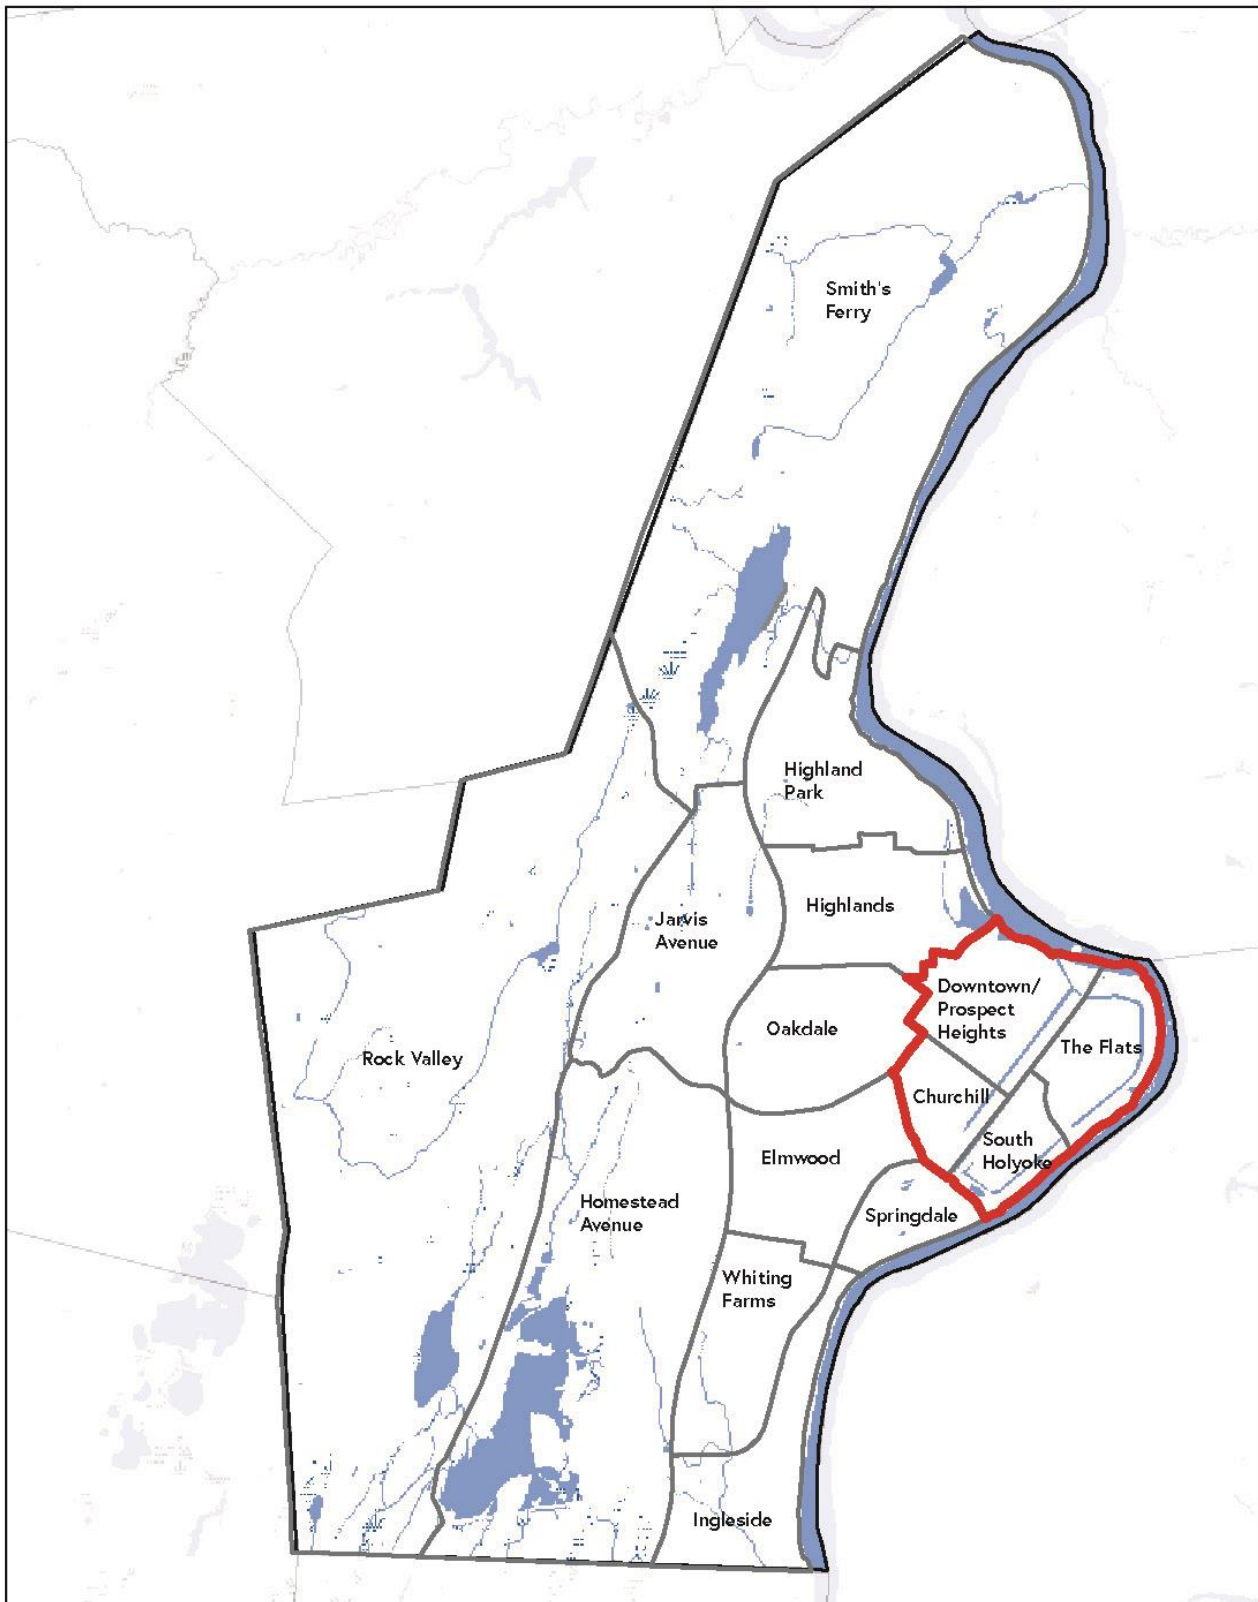 Smith's
Ferry
Highland
Park
Highlands
Jarvis
Avenue
Downtown/
Prospect
Heights
Oakdale
The Flats
Rock Valley
Churchill
South
Holyoke
Elmwood
Homestead
Avenue
Springdale
Whiting
Farms
Ingleside